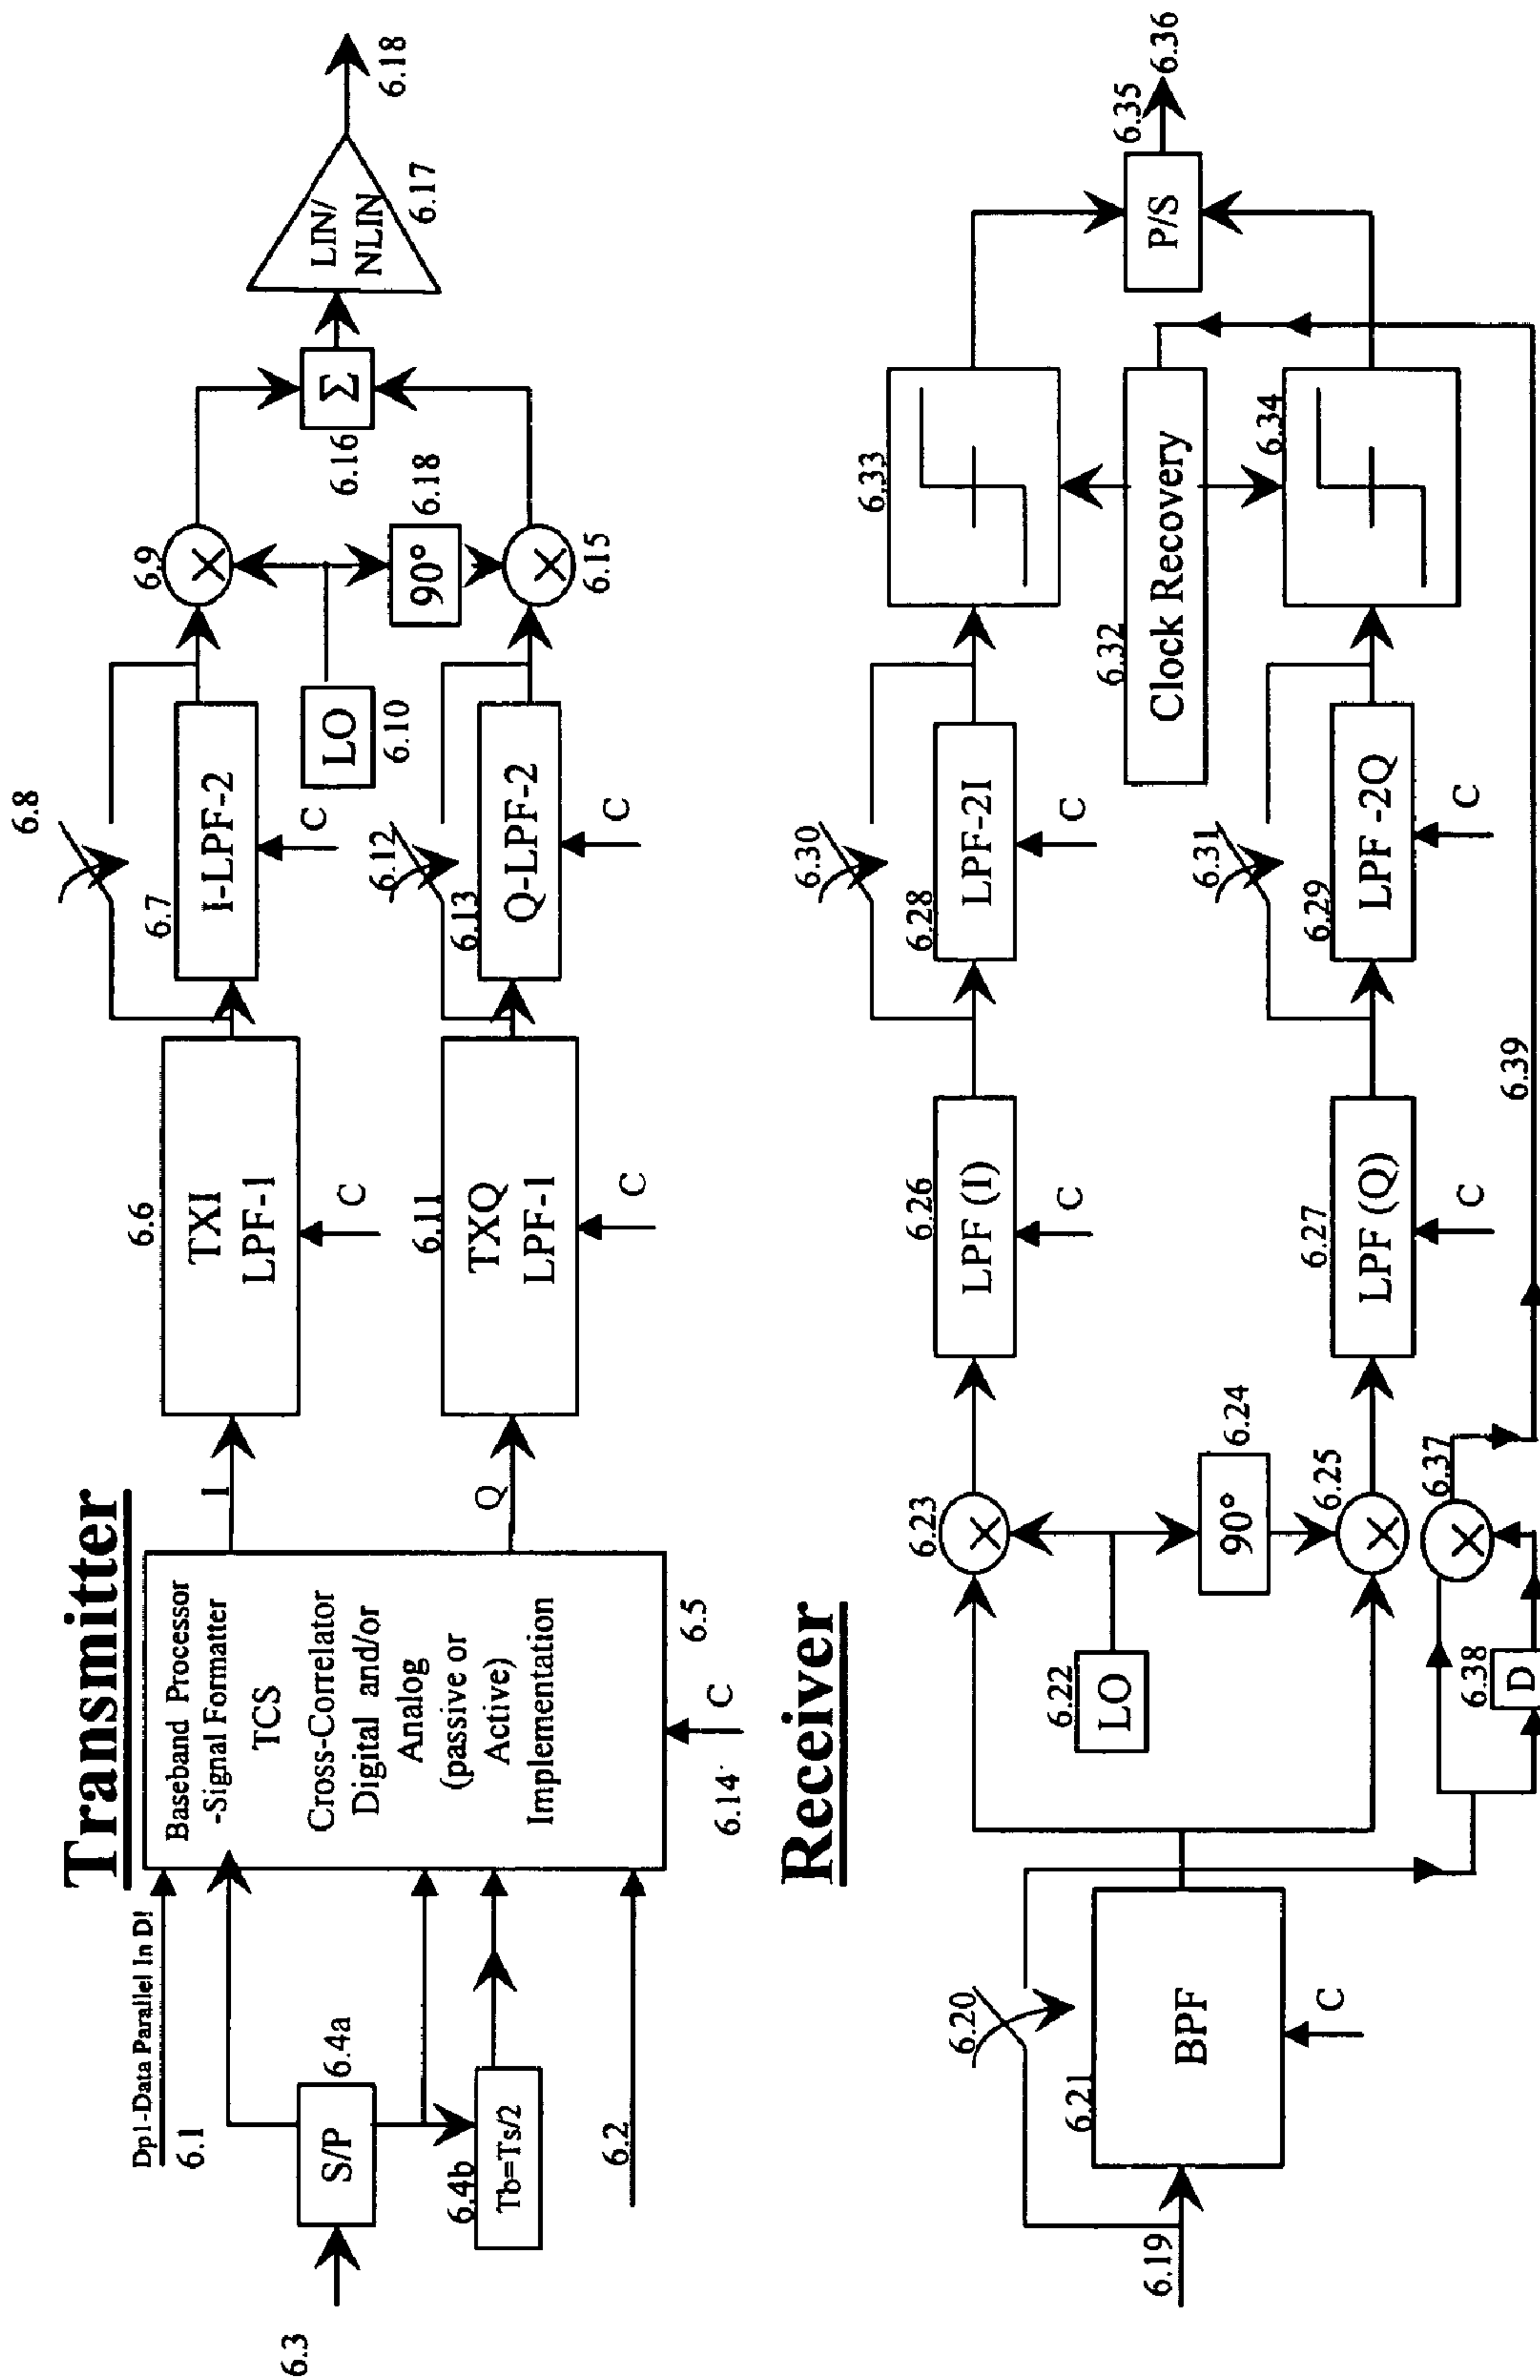 Transmitter
Dp1-Data Parallel In D!
6.1
6.3
S/P
6.4a
6.4b
Tb=Ts/2
6.2
Baseband Processor
-Signal Formatter
TCS
Cross-Correlator
Digital and/or
Analog
(passive or
Active)
Implementation
6.5
6.14
C
I
Q
6.6
TXI
LPF-1
C
6.11
TXQ
LPF-1
C
6.8
6.7
I-LPF-2
C
6.12
6.13
Q-LPF-2
C
LO
6.10
6.9
90°
6.18
6.15
Σ
6.16
LIN/
NLIN
6.17
6.18
Receiver
6.19
6.20
6.21
BPF
C
6.22
LO
6.23
90°
6.24
6.25
6.37
6.38
D
6.39
6.26
LPF (I)
C
6.27
LPF (Q)
C
6.30
6.28
LPF-2I
C
6.31
6.29
LPF -2Q
C
6.32
Clock Recovery
6.33
6.34
P/S
6.35
6.36